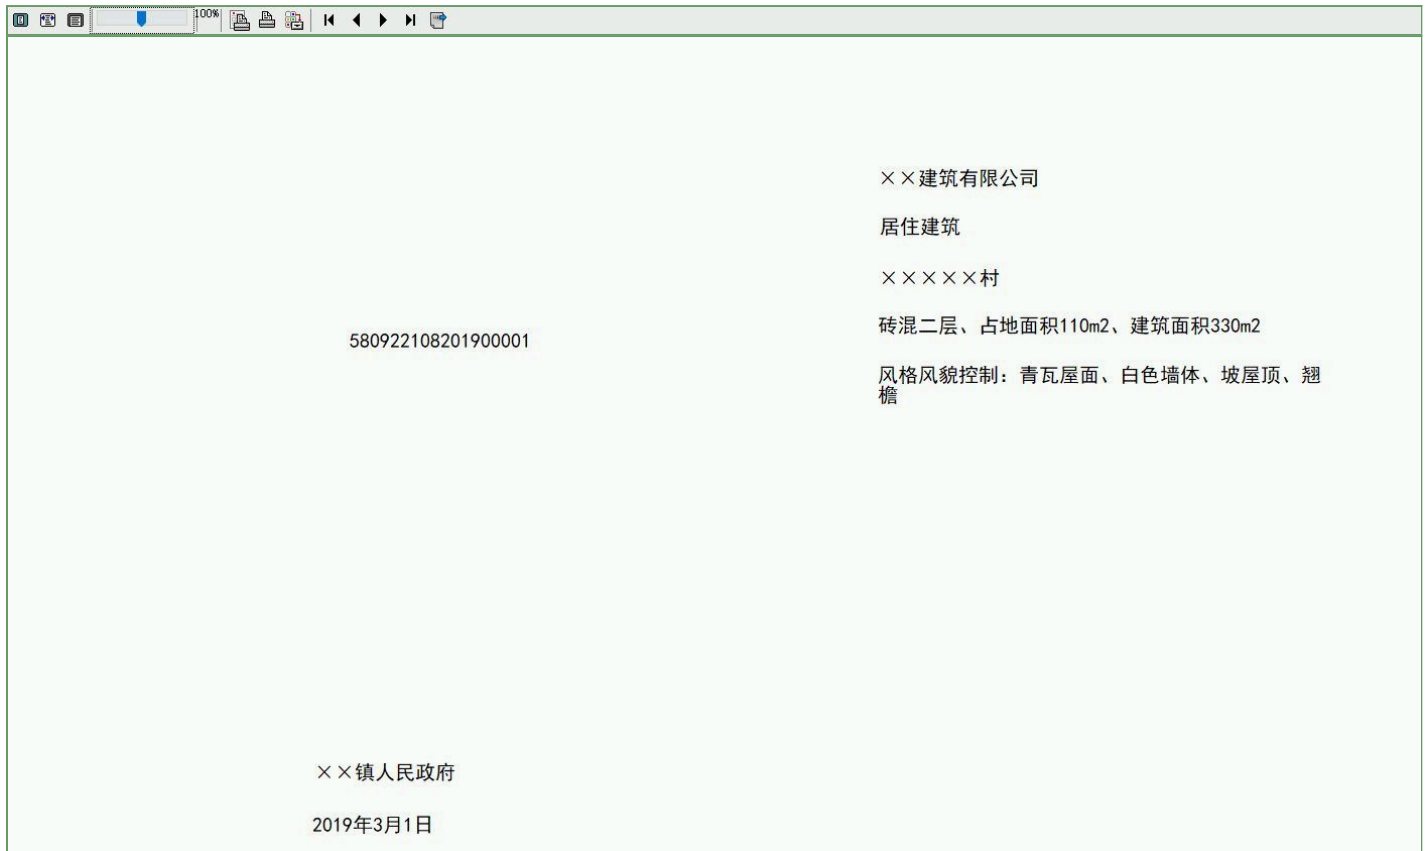 100%
××建筑有限公司
居住建筑
×××××村
砖混二层、占地面积110m2、建筑面积330m2
580922108201900001
风格风貌控制：青瓦屋面、白色墙体、坡屋顶、翘
檐
××镇人民政府
2019年3月1日